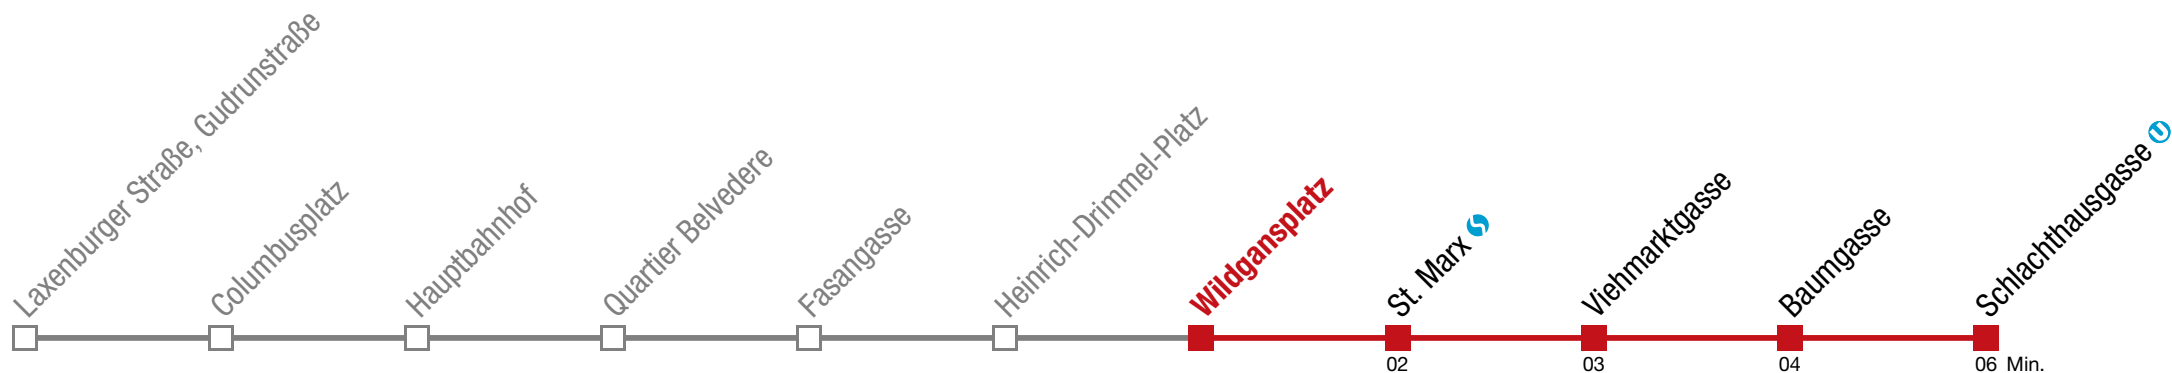 Laxenburger Straße, Gudrunstraße
Columbusplatz
Hauptbahnhof
Quartier Belvedere
Fasangasse
Heinrich-Drimmel-Platz
Wildgansplatz
St. Marx S
Viehmarktgasse
Baumgasse
Schlachthausgasse U
02
03
04
06 Min.